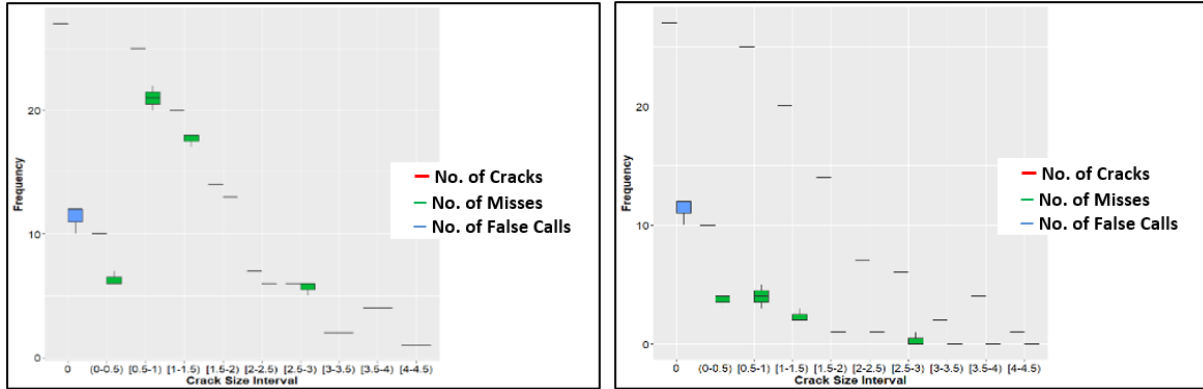 20
10
0
Frequency
No. of Cracks
No. of Misses
No. of False Calls
0 (0-0.5) [0.5-1) [1-1.5) [1.5-2) [2-2.5) [2.5-3) [3-3.5) [3.5-4) [4-4.5)
Crack Size Interval
20
10
0
Frequency
No. of Cracks
No. of Misses
No. of False Calls
0 (0-0.5) [0.5-1) [1-1.5) [1.5-2) [2-2.5) [2.5-3) [3-3.5) [3.5-4) [4-4.5)
Crack Size Interval